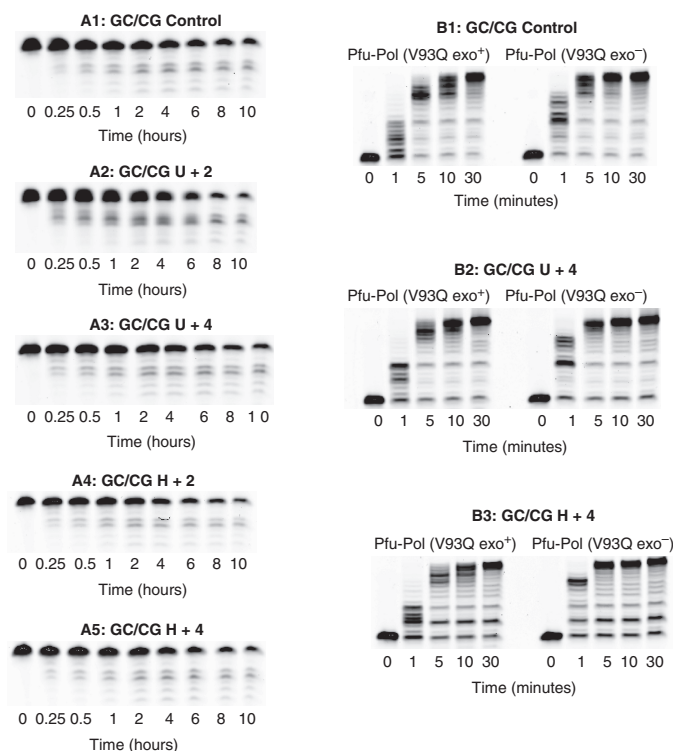 A1: GC/CG Control
0 0.25 0.5 1 2 4 6 8 10
Time (hours)
A2: GC/CG U + 2
0 0.25 0.5 1 2 4 6 8 10
Time (hours)
A3: GC/CG U + 4
0 0.25 0.5 1 2 4 6 8 1 0
Time (hours)
A4: GC/CG H + 2
0 0.25 0.5 1 2 4 6 8 10
Time (hours)
A5: GC/CG H + 4
0 0.25 0.5 1 2 4 6 8 10
Time (hours)
B1: GC/CG Control
Pfu-Pol (V93Q exo⁺) Pfu-Pol (V93Q exo⁻)
0 1 5 10 30 0 1 5 10 30
Time (minutes)
B2: GC/CG U + 4
Pfu-Pol (V93Q exo⁺) Pfu-Pol (V93Q exo⁻)
0 1 5 10 30 0 1 5 10 30
Time (minutes)
B3: GC/CG H + 4
Pfu-Pol (V93Q exo⁺) Pfu-Pol (V93Q exo⁻)
0 1 5 10 30 0 1 5 10 30
Time (minutes)